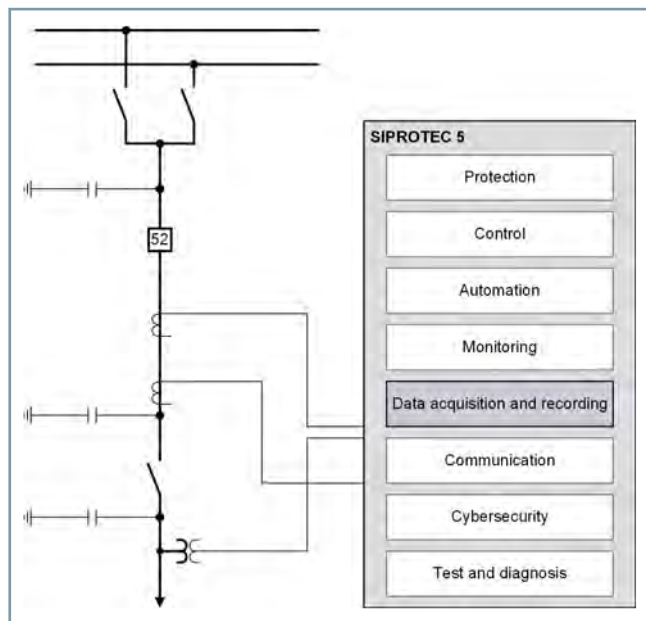 SIPROTEC 5
Protection
Control
52
Automation
Monitoring
Data acquisition and recording
Communication
Cybersecurity
Test and diagnosis